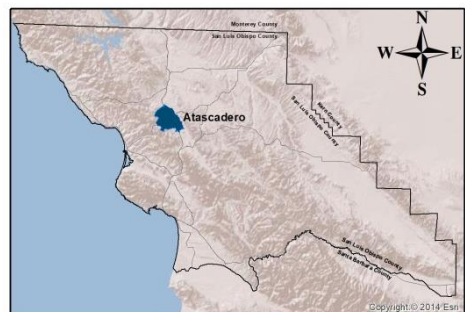 Monterey County
San Luis Obispo County
N
W E
S
Atascadero
Kern County
San Luis Obispo County
San Luis Obispo County
Santa Barbara County
Copyright:© 2014 Esri